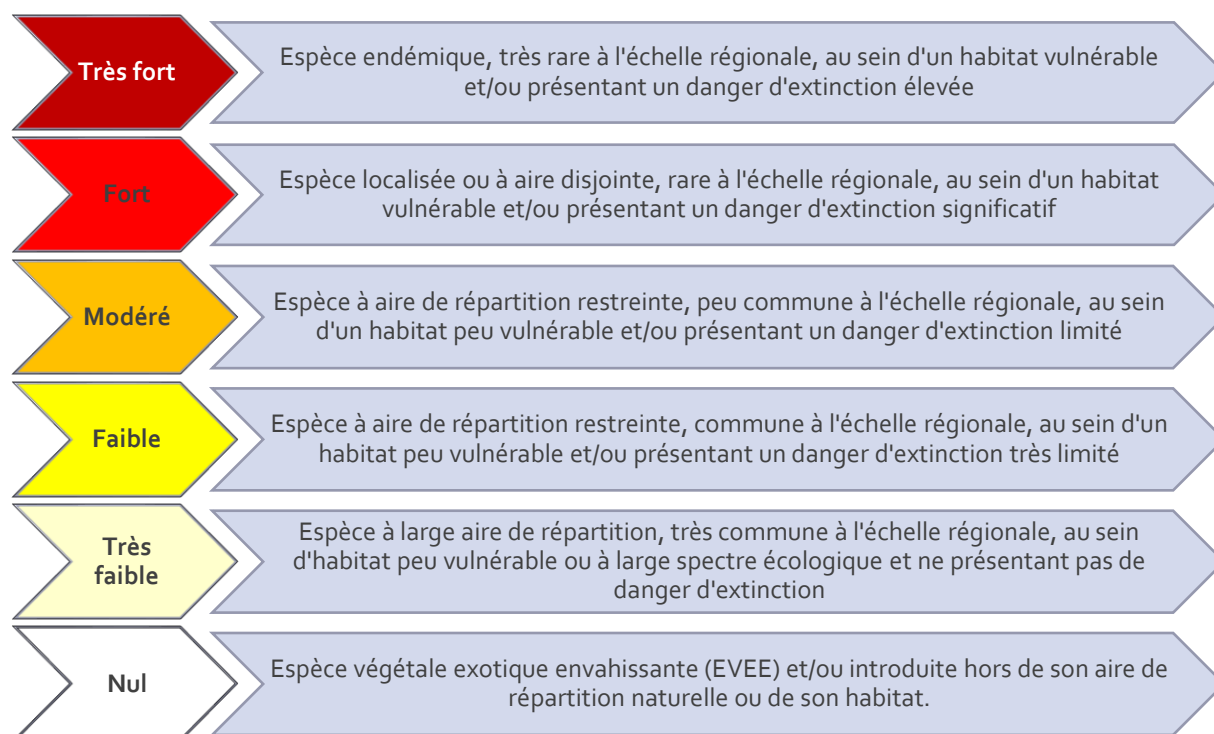 Très fort
Espèce endémique, très rare à l'échelle régionale, au sein d'un habitat vulnérable
et/ou présentant un danger d'extinction élevée
Fort
Espèce localisée ou à aire disjointe, rare à l'échelle régionale, au sein d'un habitat
vulnérable et/ou présentant un danger d'extinction significatif
Modéré
Espèce à aire de répartition restreinte, peu commune à l'échelle régionale, au sein
d'un habitat peu vulnérable et/ou présentant un danger d'extinction limité
Faible
Espèce à aire de répartition restreinte, commune à l'échelle régionale, au sein d'un
habitat peu vulnérable et/ou présentant un danger d'extinction très limité
Très
faible
Espèce à large aire de répartition, très commune à l'échelle régionale, au sein
d'habitat peu vulnérable ou à large spectre écologique et ne présentant pas de
danger d'extinction
Nul
Espèce végétale exotique envahissante (EVEE) et/ou introduite hors de son aire de
répartition naturelle ou de son habitat.